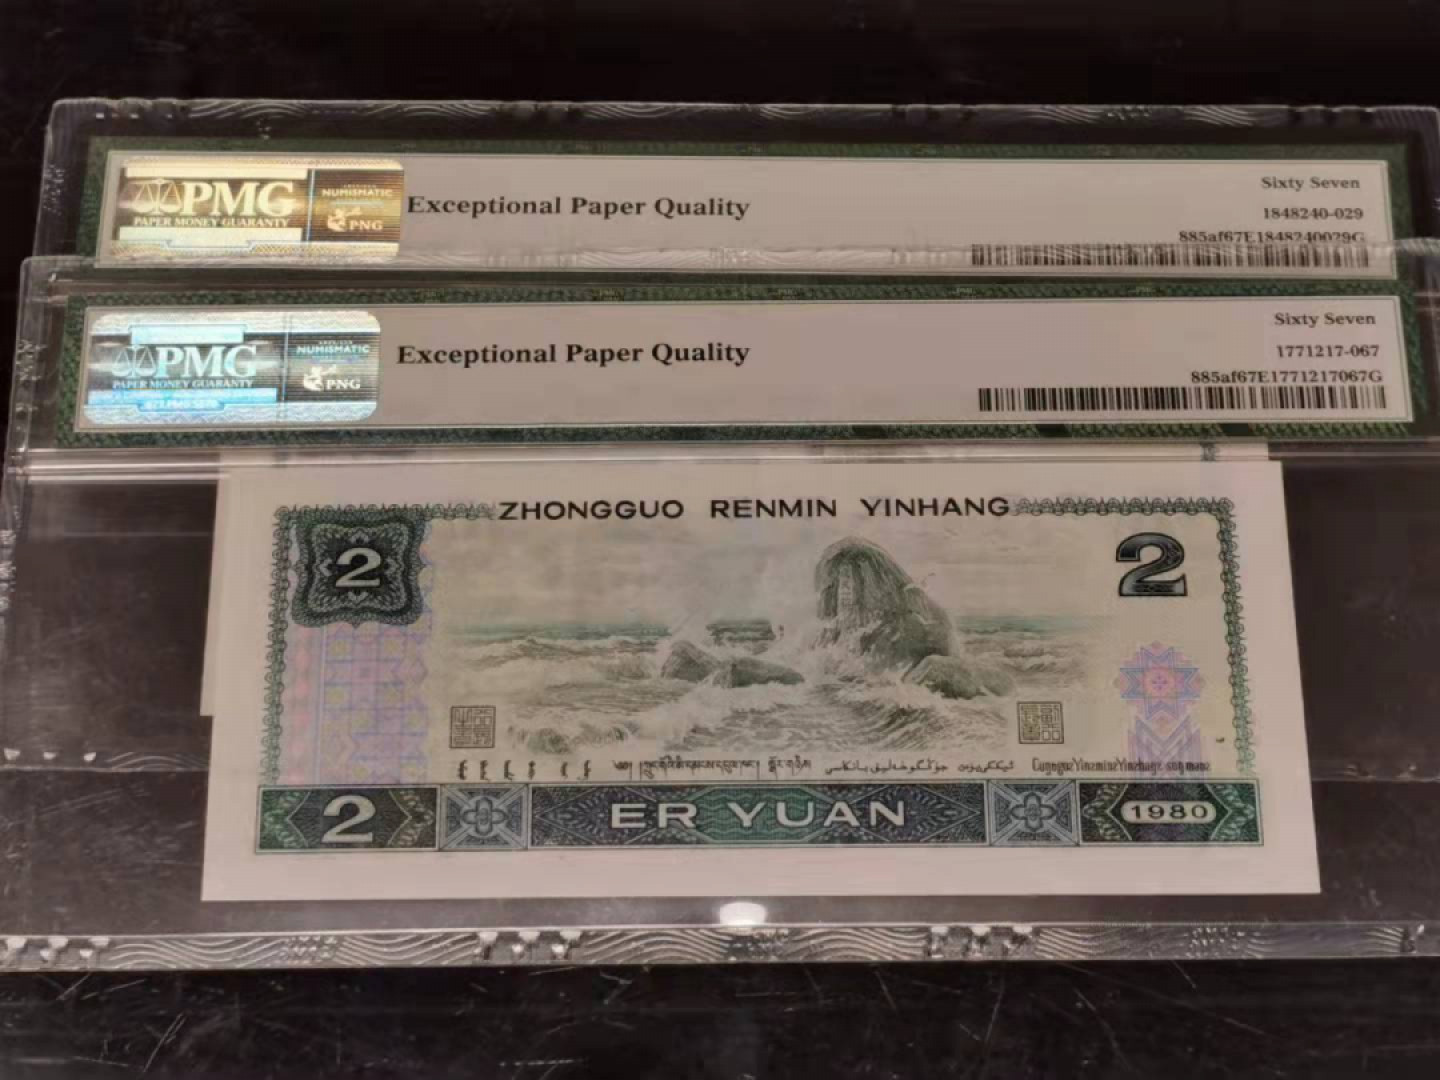 PMG
PAPER MONEY GUARANTY
NUMISMATIC
PNG
Exceptional Paper Quality
Sixty Seven
1848240-029
885af67E1848240029G
PMG
PAPER MONEY GUARANTY
NUMISMATIC
PNG
Exceptional Paper Quality
Sixty Seven
1771217-067
885af67E1771217067G
ZHONGGUO RENMIN YINHANG
2
2
2
ER YUAN
1980